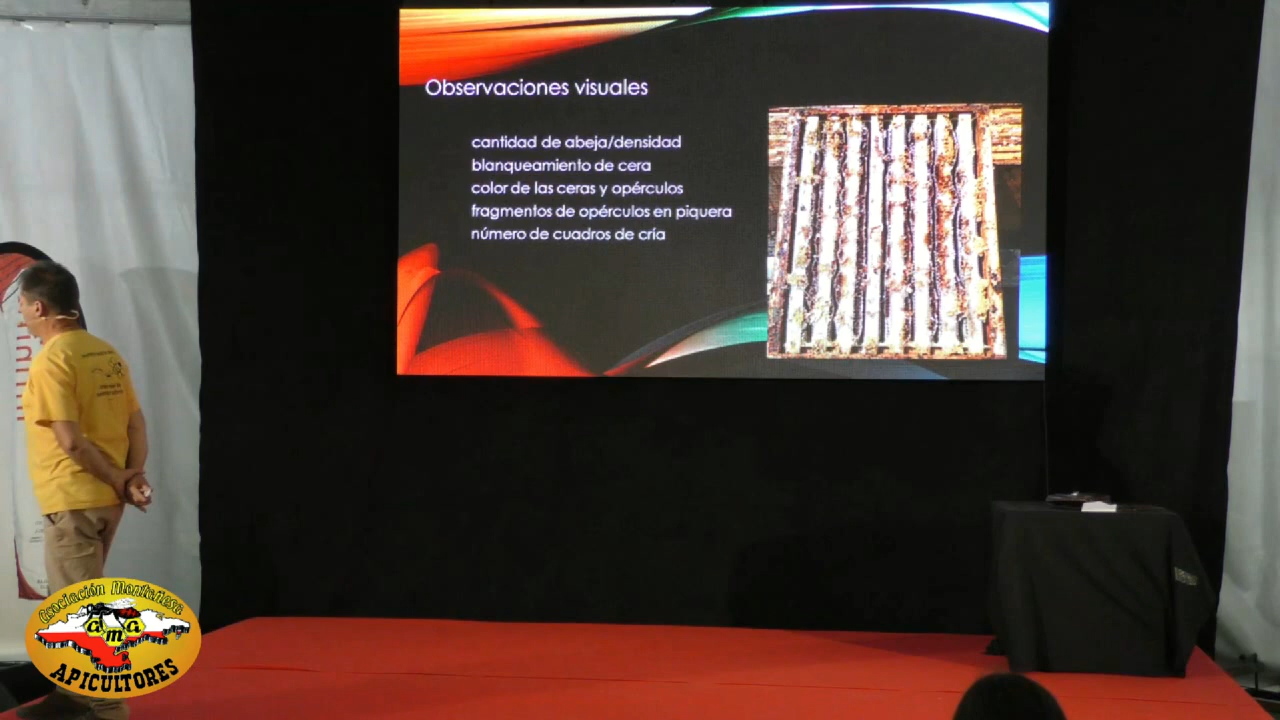 Observaciones visuales
cantidad de abeja/densidad
blanqueamiento de cera
color de las ceras y opérculos
fragmentos de opérculos en piquera
número de cuadros de cría
Asociación Montañesa
a m a
APICULTORES